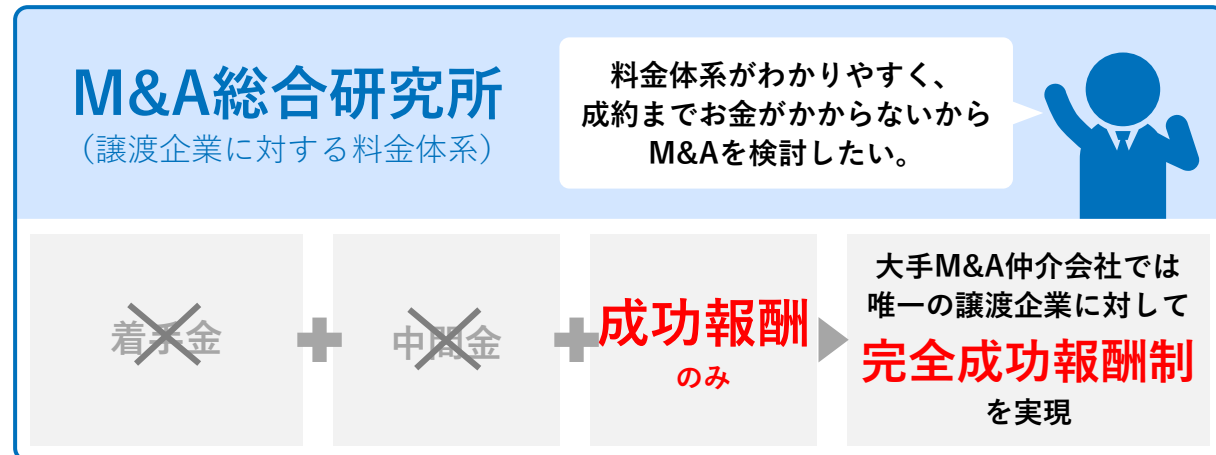 M&A総合研究所
（譲渡企業に対する料金体系）
料金体系がわかりやすく、
成約までお金がかからないから
M&Aを検討したい。
着手金
中間金
成功報酬
のみ
大手M&A仲介会社では
唯一の譲渡企業に対して
完全成功報酬制
を実現